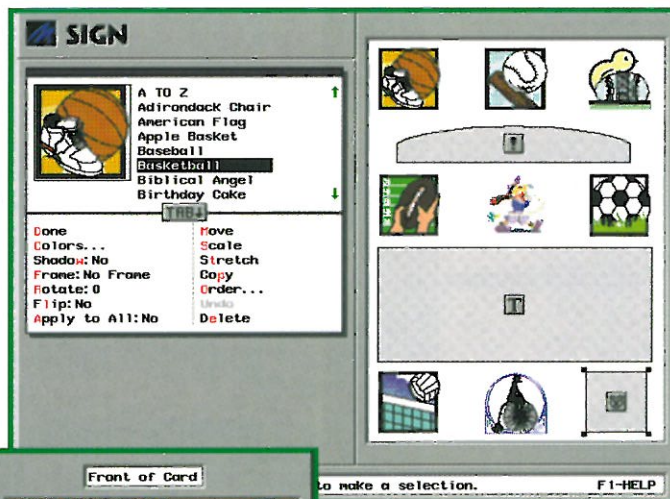 SIGN
A TO Z
Adirondack Chair
American Flag
Apple Basket
Baseball
Basketball
Biblical Angel
Birthday Cake
TAB↓
Done
Colors...
Shadow:No
Frame:No Frame
Rotate:0
Flip:No
Apply to All:No
Move
Scale
Stretch
Copy
Order...
Undo
Delete
T
Front of Card
to make a selection.
F1-HELP